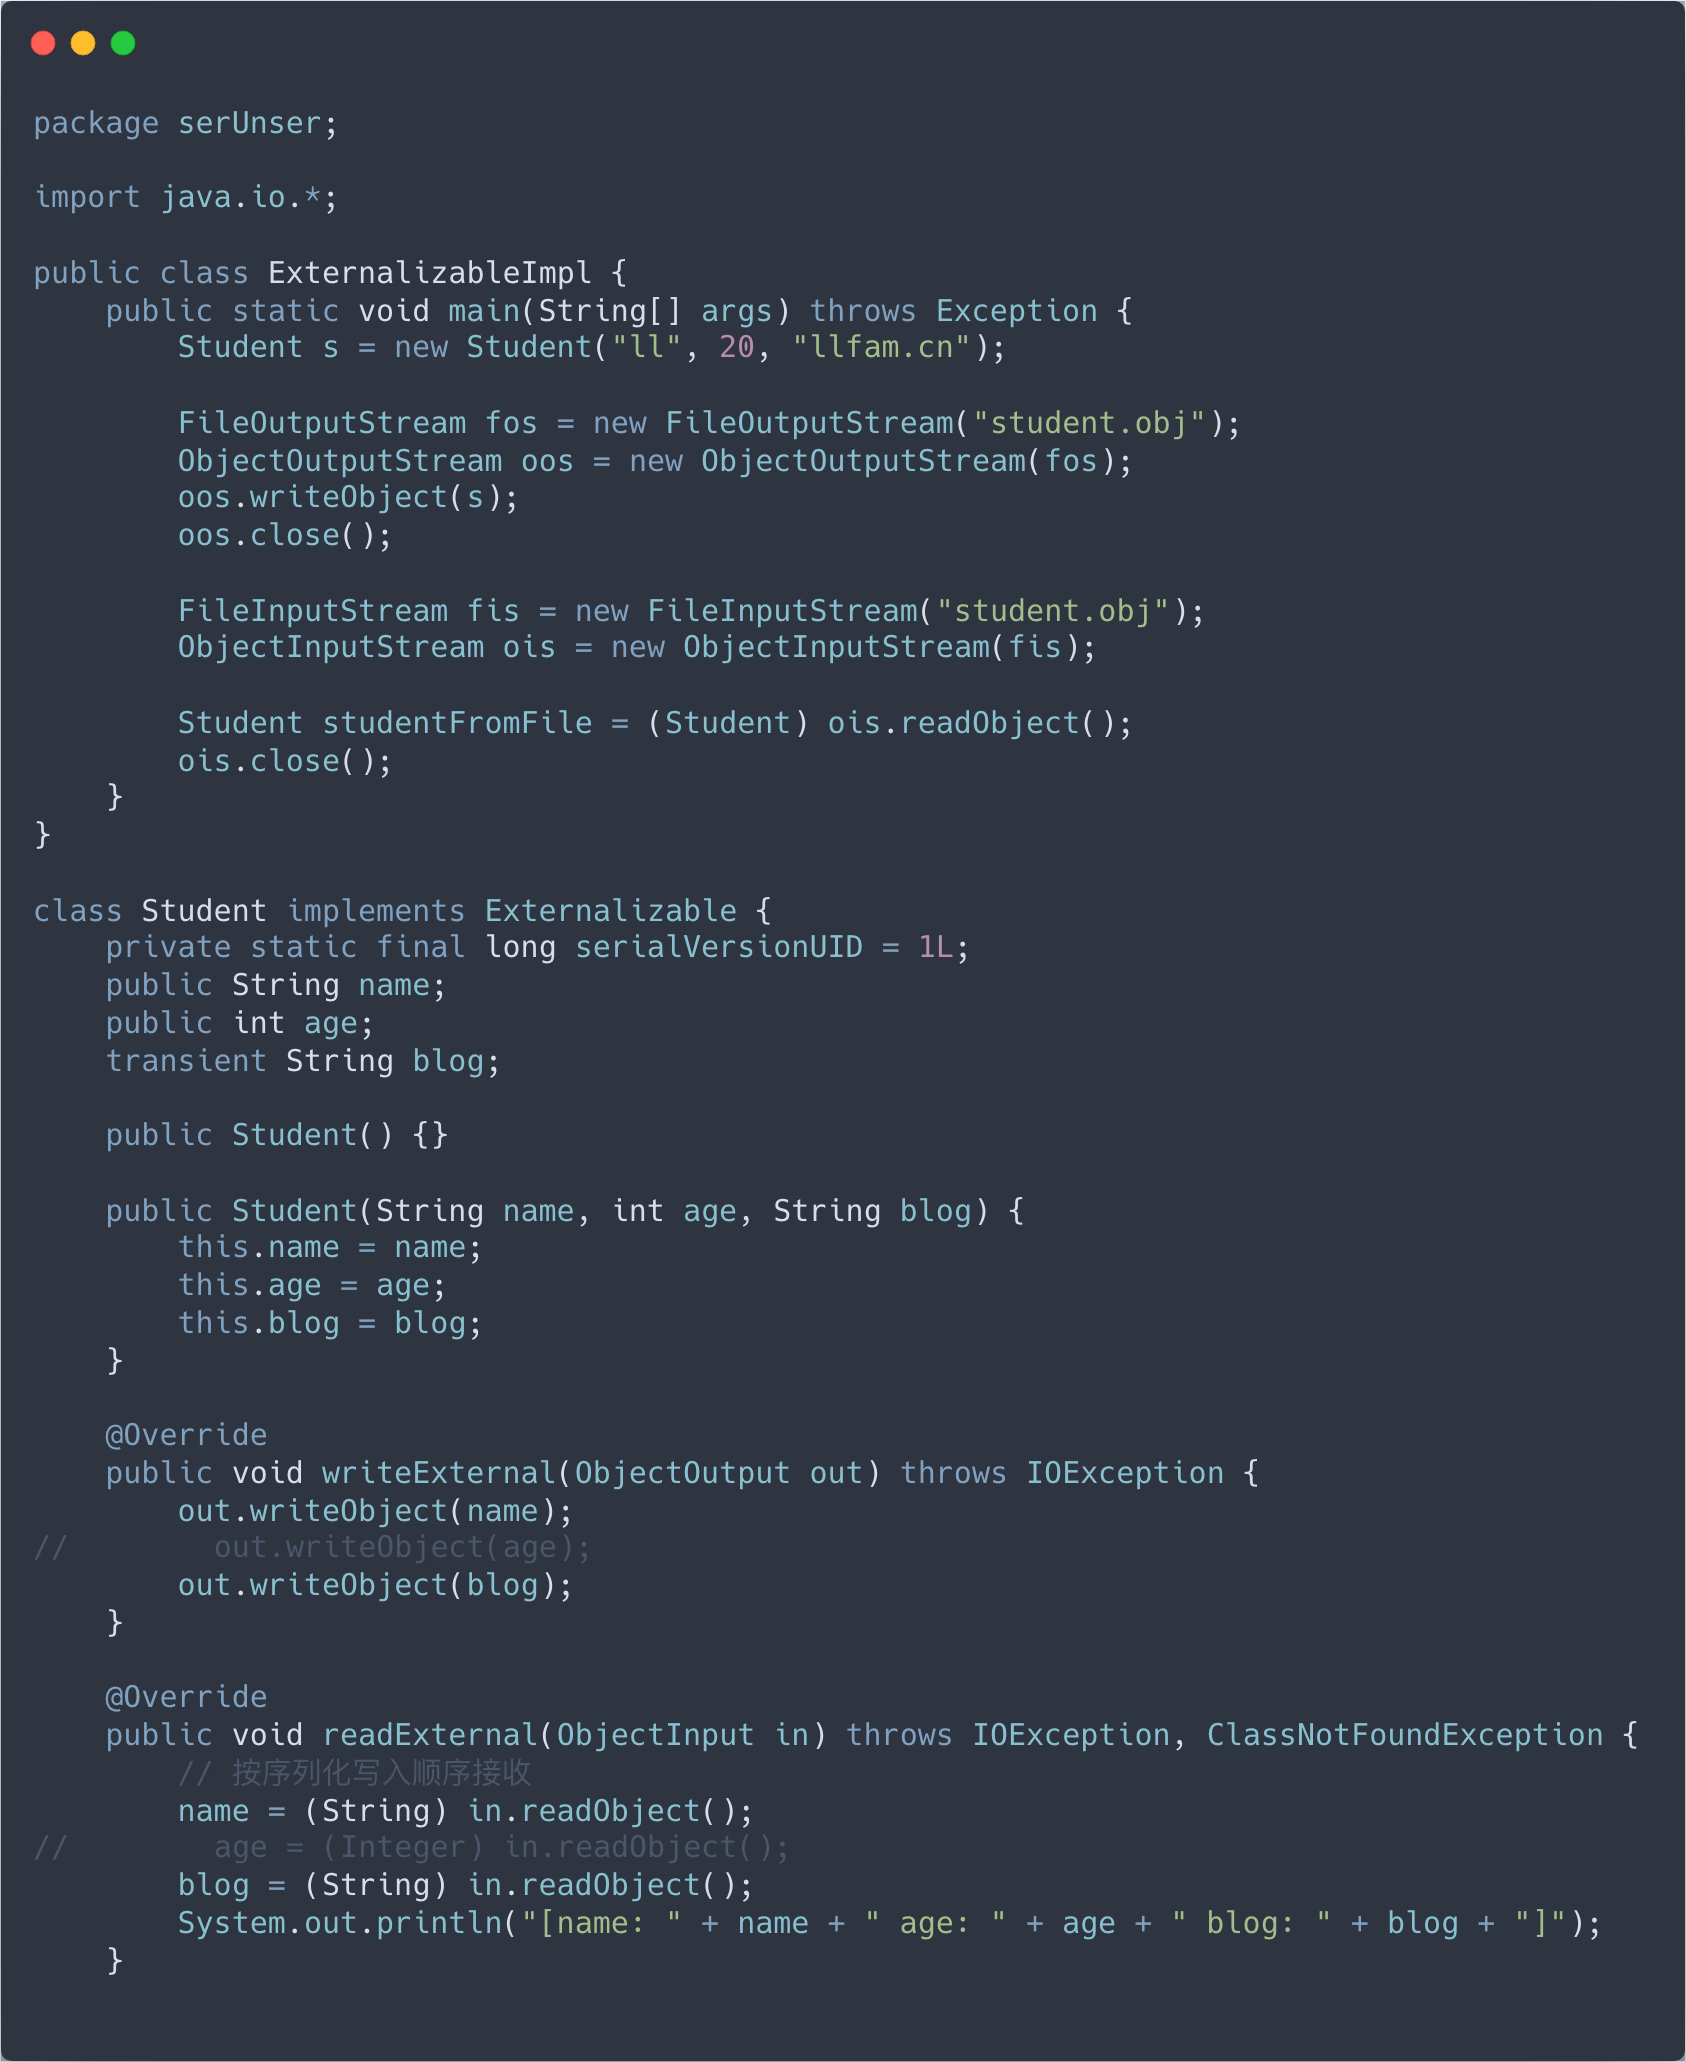 package serUnser;

import java.io.*;

public class ExternalizableImpl {
    public static void main(String[] args) throws Exception {
        Student s = new Student("ll", 20, "llfam.cn");

        FileOutputStream fos = new FileOutputStream("student.obj");
        ObjectOutputStream oos = new ObjectOutputStream(fos);
        oos.writeObject(s);
        oos.close();

        FileInputStream fis = new FileInputStream("student.obj");
        ObjectInputStream ois = new ObjectInputStream(fis);

        Student studentFromFile = (Student) ois.readObject();
        ois.close();
    }
}

class Student implements Externalizable {
    private static final long serialVersionUID = 1L;
    public String name;
    public int age;
    transient String blog;

    public Student() {}

    public Student(String name, int age, String blog) {
        this.name = name;
        this.age = age;
        this.blog = blog;
    }

    @Override
    public void writeExternal(ObjectOutput out) throws IOException {
        out.writeObject(name);
//        out.writeObject(age);
        out.writeObject(blog);
    }

    @Override
    public void readExternal(ObjectInput in) throws IOException, ClassNotFoundException {
        // 按序列化写入顺序接收
        name = (String) in.readObject();
//        age = (Integer) in.readObject();
        blog = (String) in.readObject();
        System.out.println("[name: " + name + " age: " + age + " blog: " + blog + "]");
    }